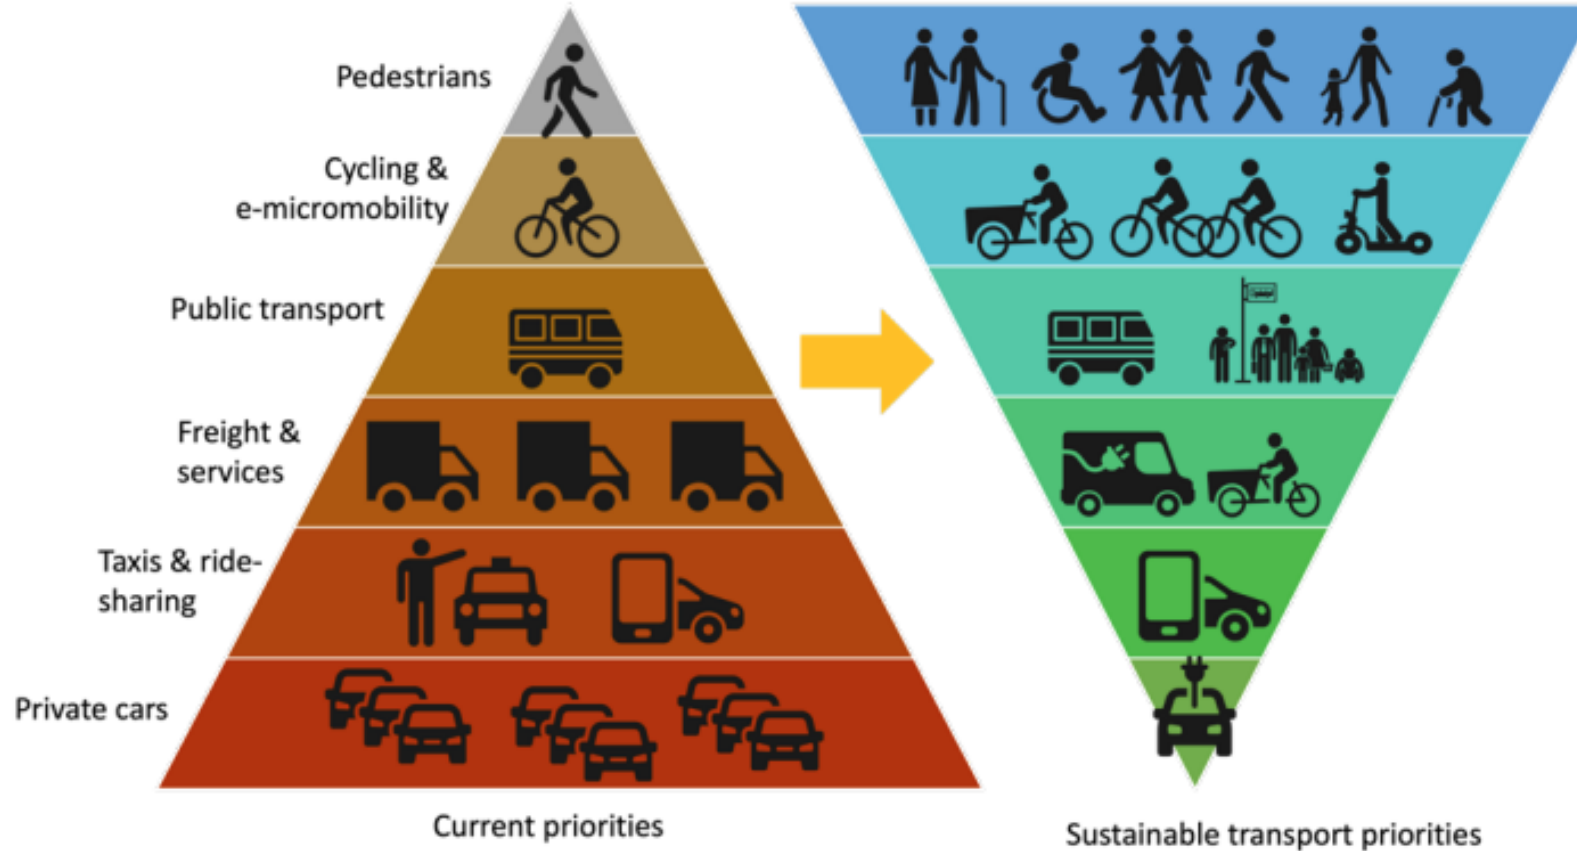 Pedestrians
Cycling &
e-micromobility
Public transport
Freight &
services
Taxis & ride-
sharing
Private cars
Current priorities
Sustainable transport priorities